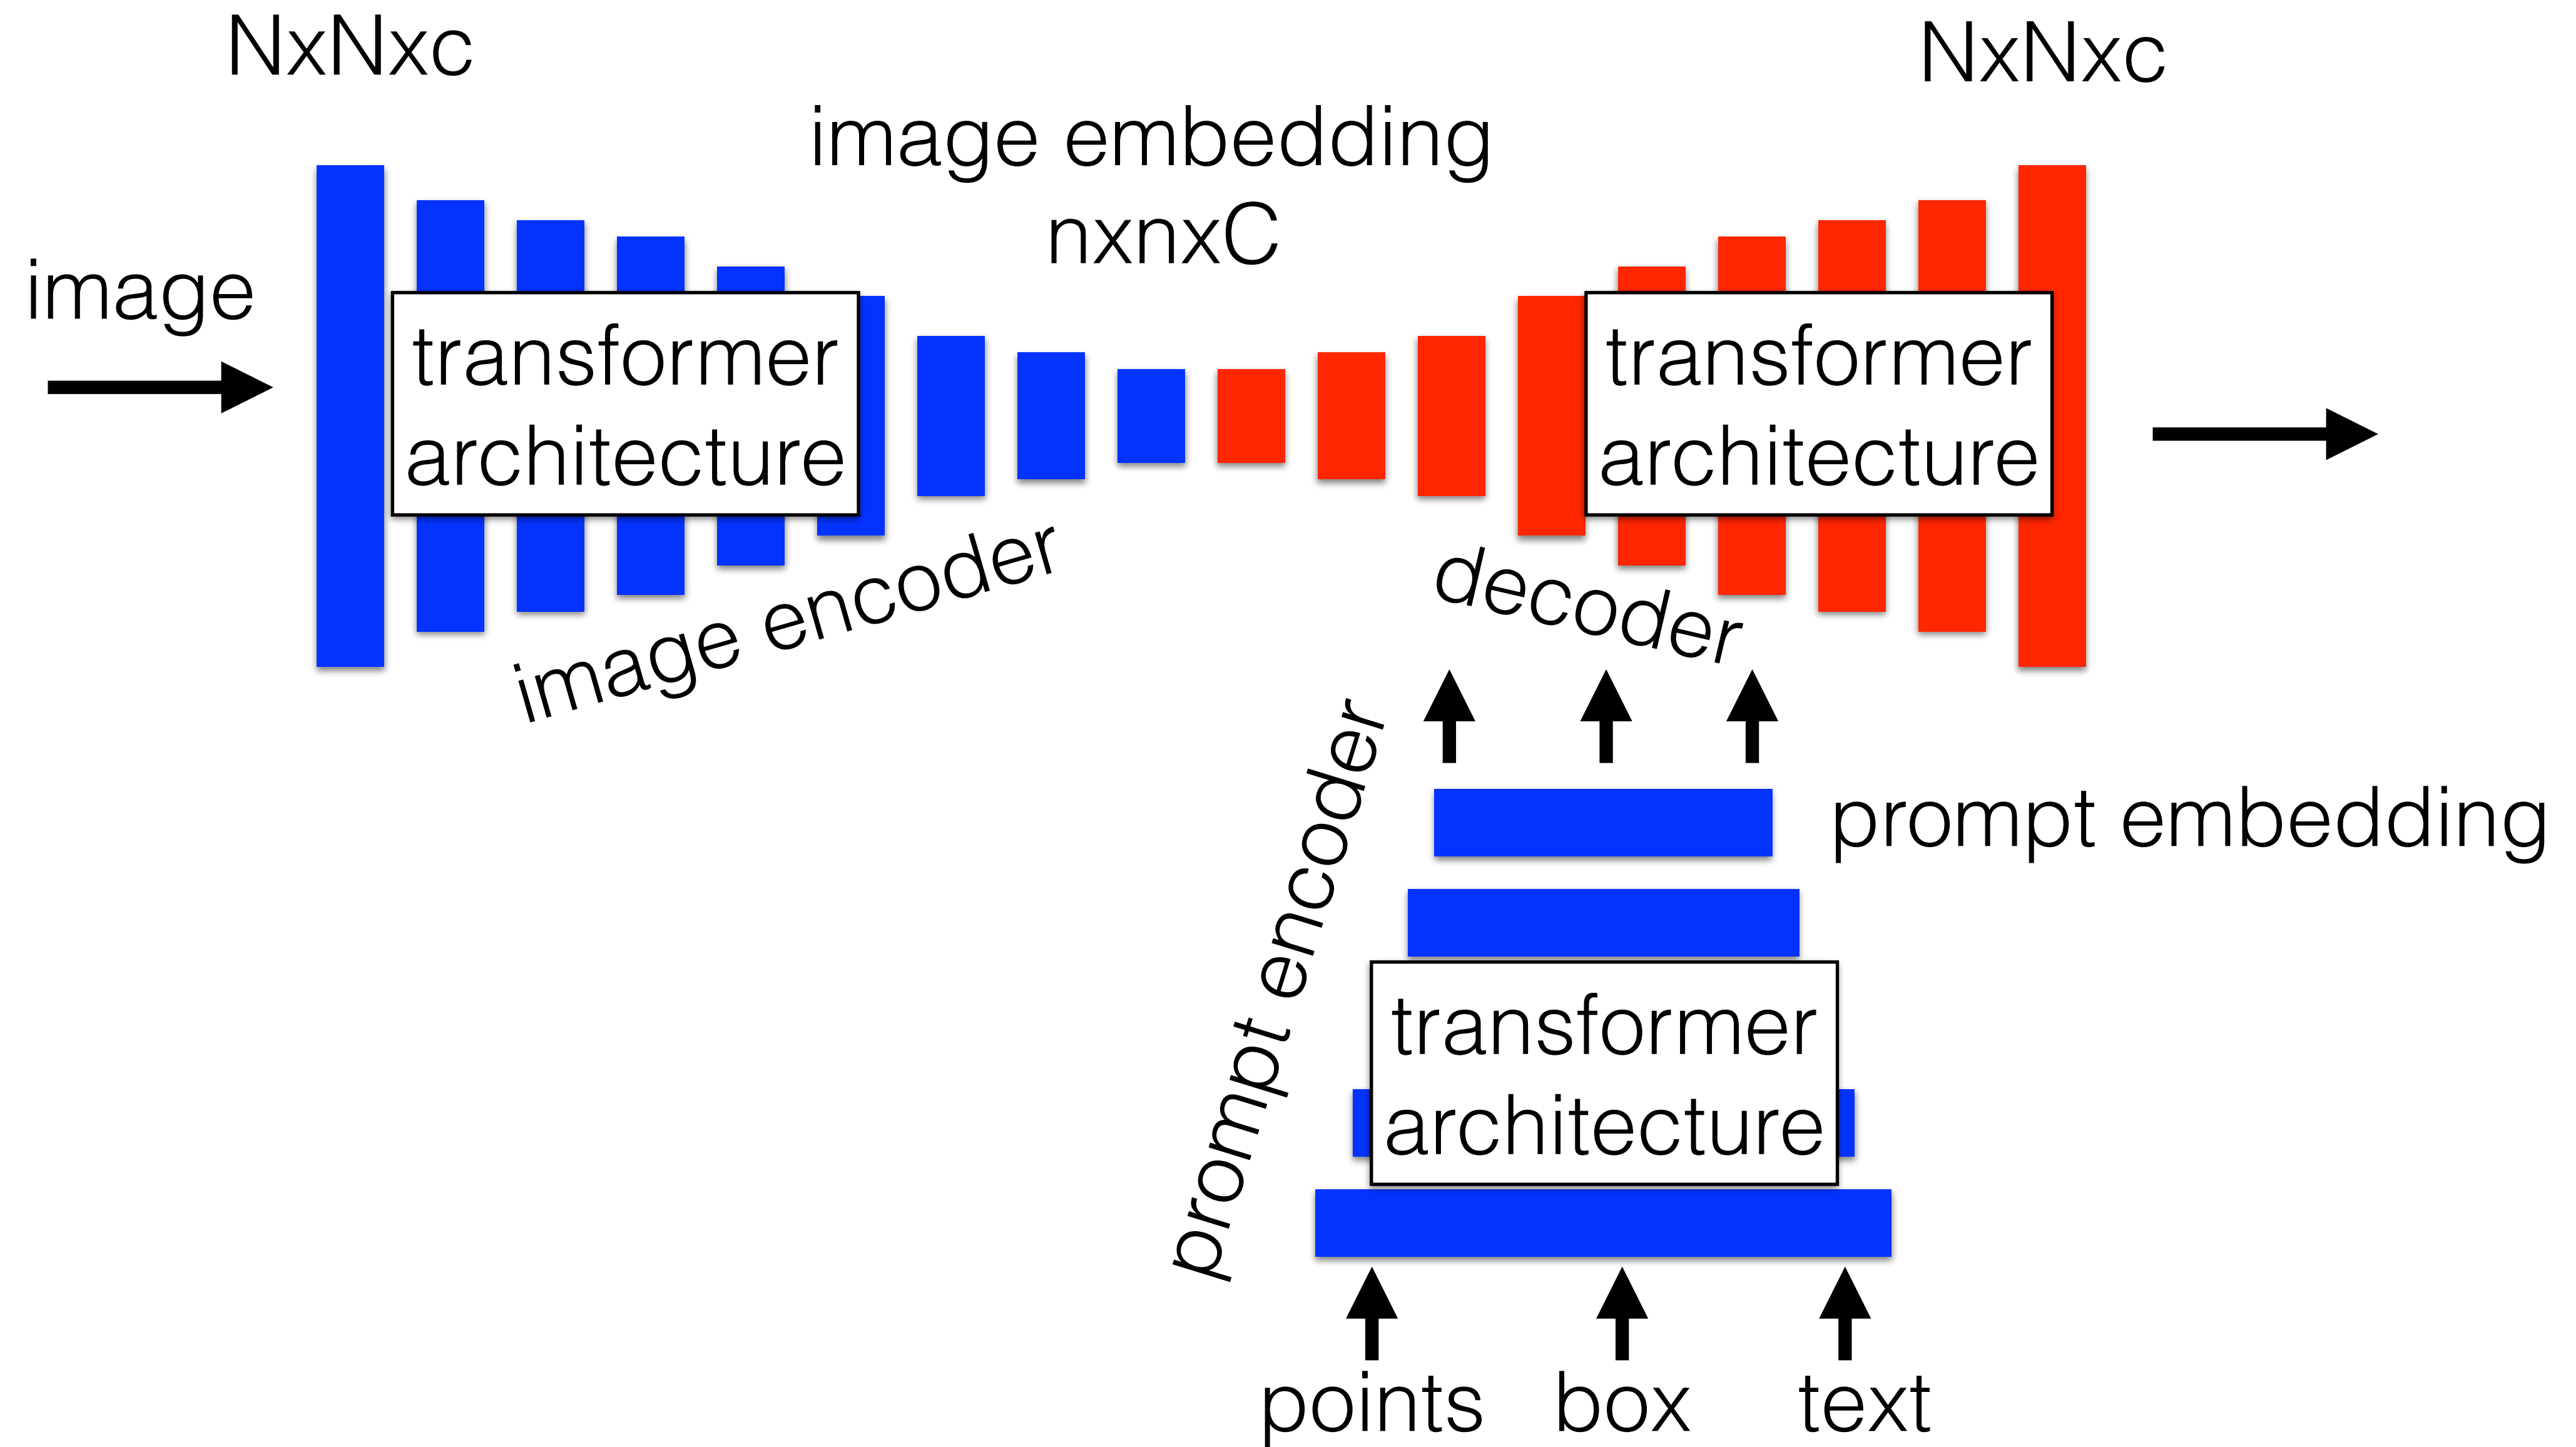 NxNxc
NxNxc
image embedding
nxnxC
image
transformer
architecture
transformer
architecture
image encoder
decoder
prompt encoder
prompt embedding
transformer
architecture
points
box
text